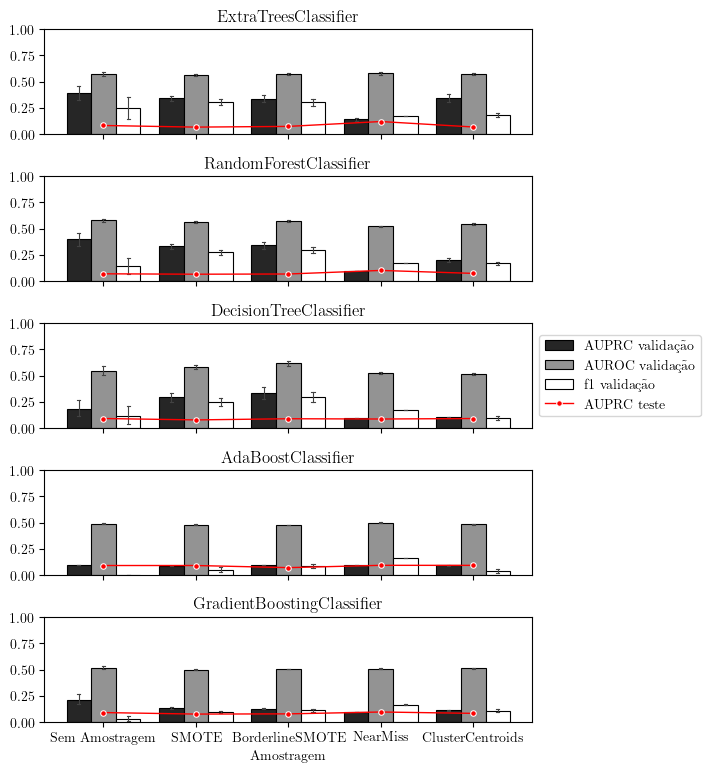 ExtraTreesClassifier
1.00
0.75
0.50
0.25
0.00
RandomForestClassifier
1.00
0.75
0.50
0.25
0.00
DecisionTreeClassifier
1.00
0.75
0.50
0.25
0.00
AUPRC validação
AUROC validação
f1 validação
AUPRC teste
AdaBoostClassifier
1.00
0.75
0.50
0.25
0.00
GradientBoostingClassifier
1.00
0.75
0.50
0.25
0.00
Sem Amostragem SMOTE BorderlineSMOTE NearMiss ClusterCentroids
Amostragem